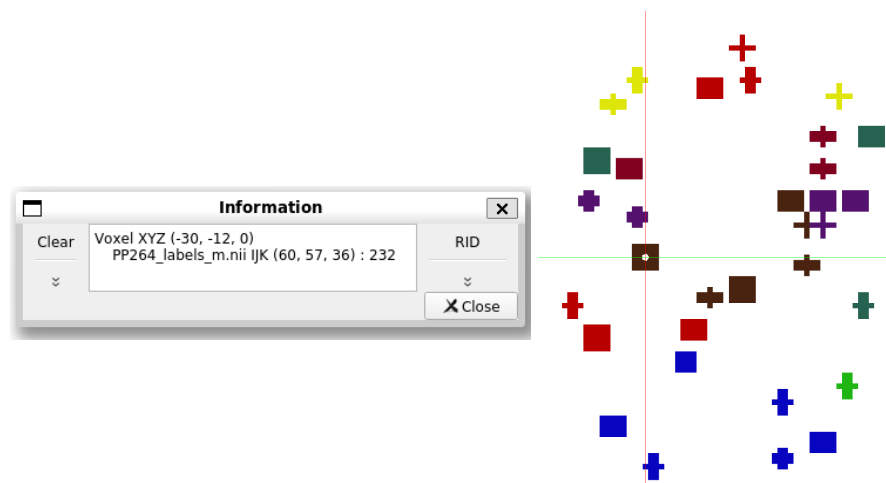 Information
Clear
Voxel XYZ (-30, -12, 0)
PP264_labels_m.nii IJK (60, 57, 36) : 232
RID
Close